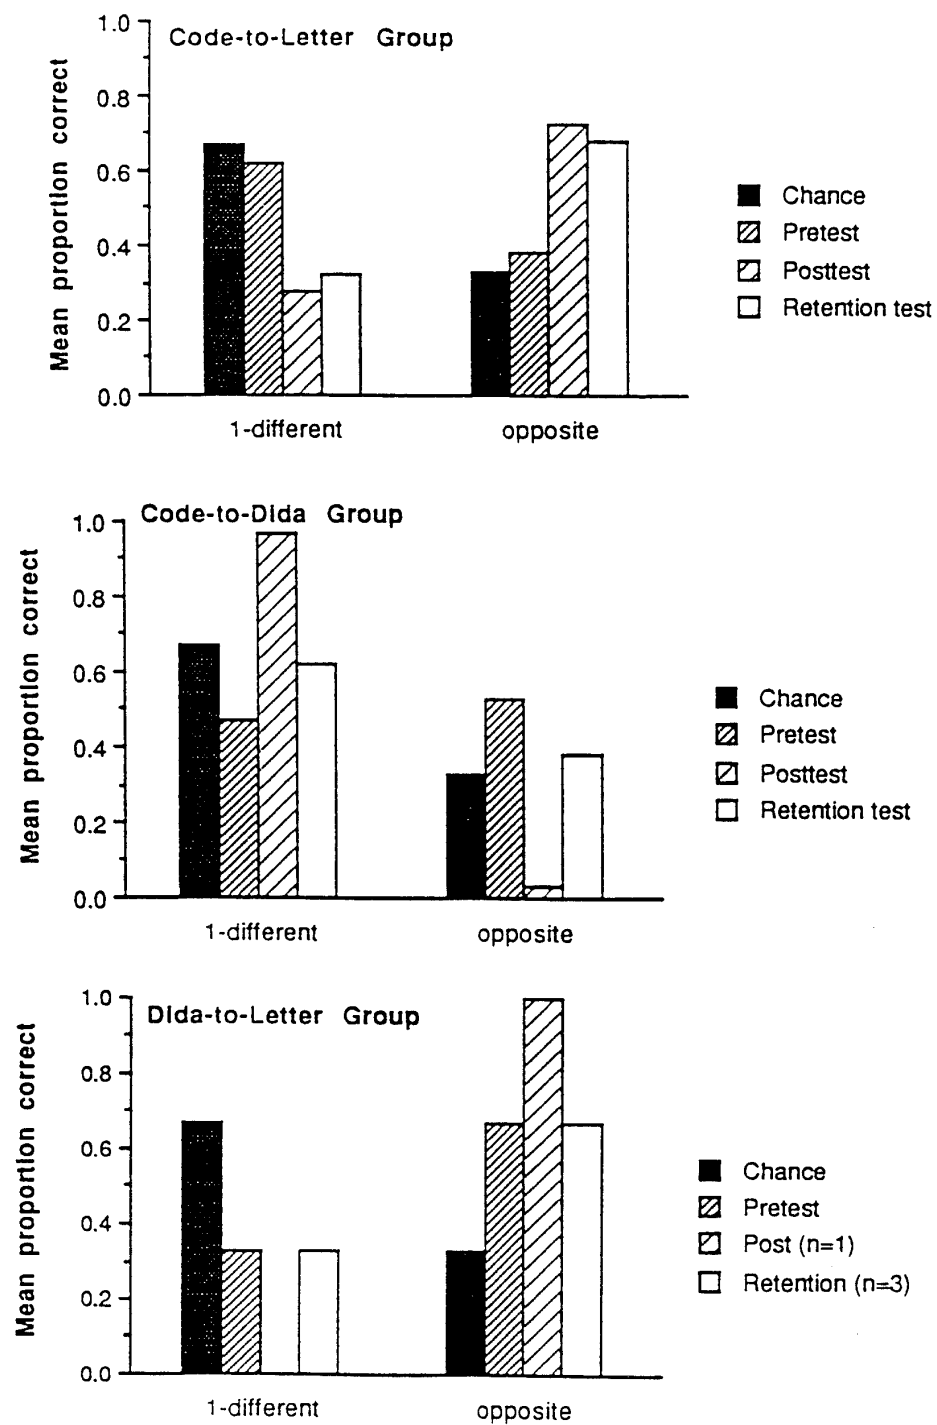 Code-to-Letter Group
Mean proportion correct
1.0
0.8
0.6
0.4
0.2
0.0
1-different
opposite
Chance
Pretest
Posttest
Retention test
Code-to-Dida Group
Mean proportion correct
1.0
0.8
0.6
0.4
0.2
0.0
1-different
opposite
Chance
Pretest
Posttest
Retention test
Dida-to-Letter Group
Mean proportion correct
1.0
0.8
0.6
0.4
0.2
0.0
1-different
opposite
Chance
Pretest
Post (n=1)
Retention (n=3)